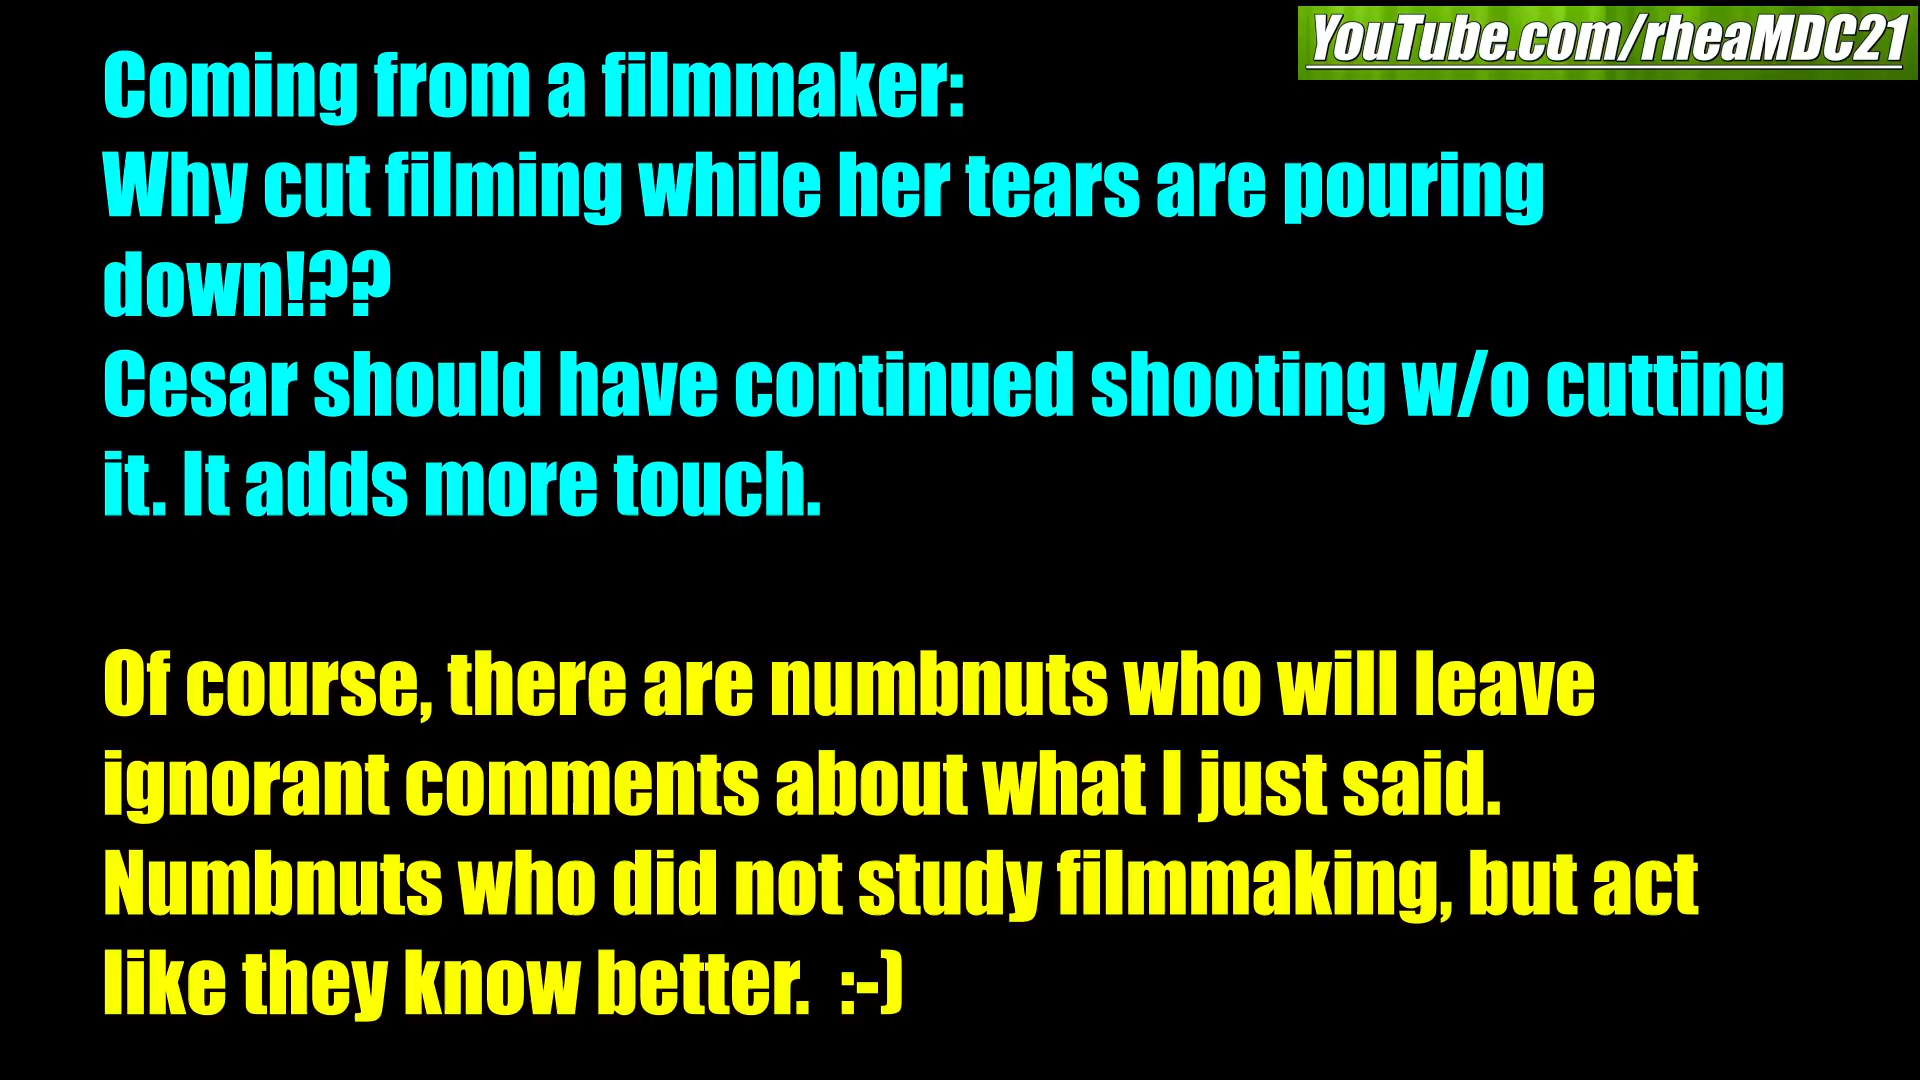 YouTube.com/rheaMDC21
Coming from a filmmaker:
Why cut filming while her tears are pouring
down!??
Cesar should have continued shooting w/o cutting
it. It adds more touch.
Of course, there are numbnuts who will leave
ignorant comments about what I just said.
Numbnuts who did not study filmmaking, but act
like they know better.  :-)